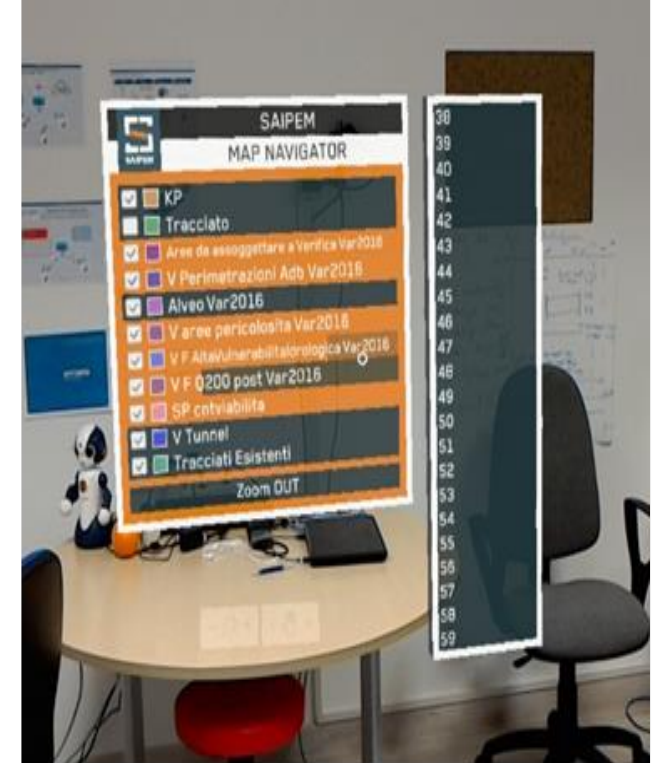 SAIPEM
SAIPEM
MAP NAVIGATOR
KP
Tracciato
Aree da assoggettare a Verifica Var2016
V Perimetrazioni Adb Var2016
Alveo Var2016
V aree pericolosita Var2016
V F AltaVulnerabilitaIdrologica Var2016
V F Q200 post Var2016
SP cntviabilita
V Tunnel
Tracciati Esistenti
Zoom OUT
38
39
40
41
42
43
44
45
46
47
48
49
50
51
52
53
54
55
56
57
58
59